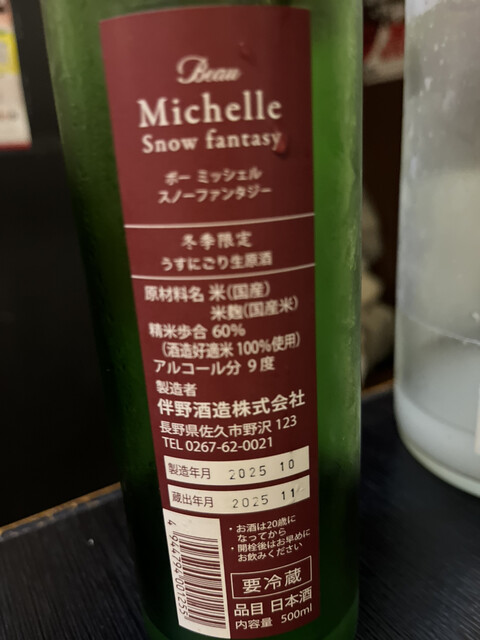 Beau
Michelle
Snow fantasy
ボー ミッシェル
スノーファンタジー
冬季限定
うすにごり生原酒
原材料名 米(国産)
米麹(国産米)
精米歩合 60%
(酒造好適米100%使用)
アルコール分 9度
製造者
伴野酒造株式会社
長野県佐久市野沢123
TEL 0267-62-0021
製造年月 2025 10
蔵出年月 2025 11
・お酒は20歳に
なってから
・開栓後はお早めに
お飲みください
要冷蔵
品目 日本酒
内容量 500ml